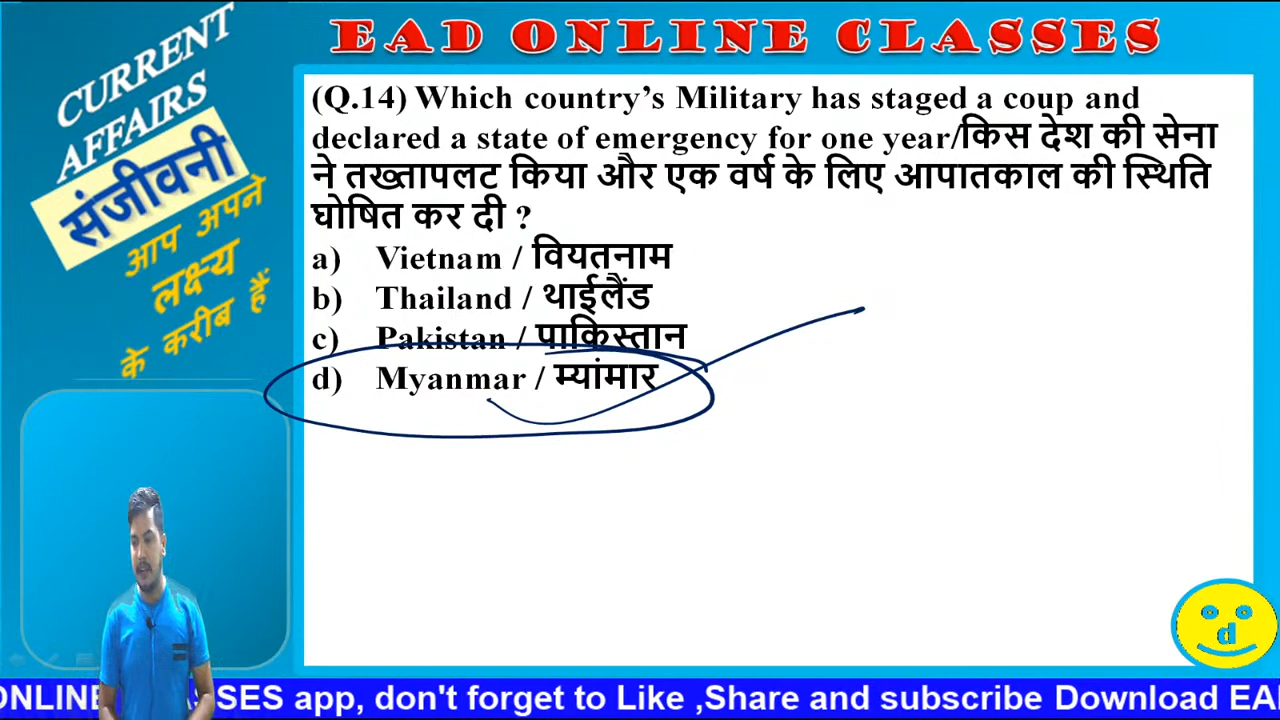 EAD ONLINE CLASSES
CURRENT
AFFAIRS
संजीवनी
आप अपने
लक्ष्य
के करीब हैं
(Q.14) Which country's Military has staged a coup and
declared a state of emergency for one year/किस देश की सेना
ने तख्तापलट किया और एक वर्ष के लिए आपातकाल की स्थिति
घोषित कर दी ?
a) Vietnam / वियतनाम
b) Thailand / थाईलैंड
c) Pakistan / पाकिस्तान
d) Myanmar / म्यांमार
d
ONLINE SSES app, don't forget to Like ,Share and subscribe Download EA